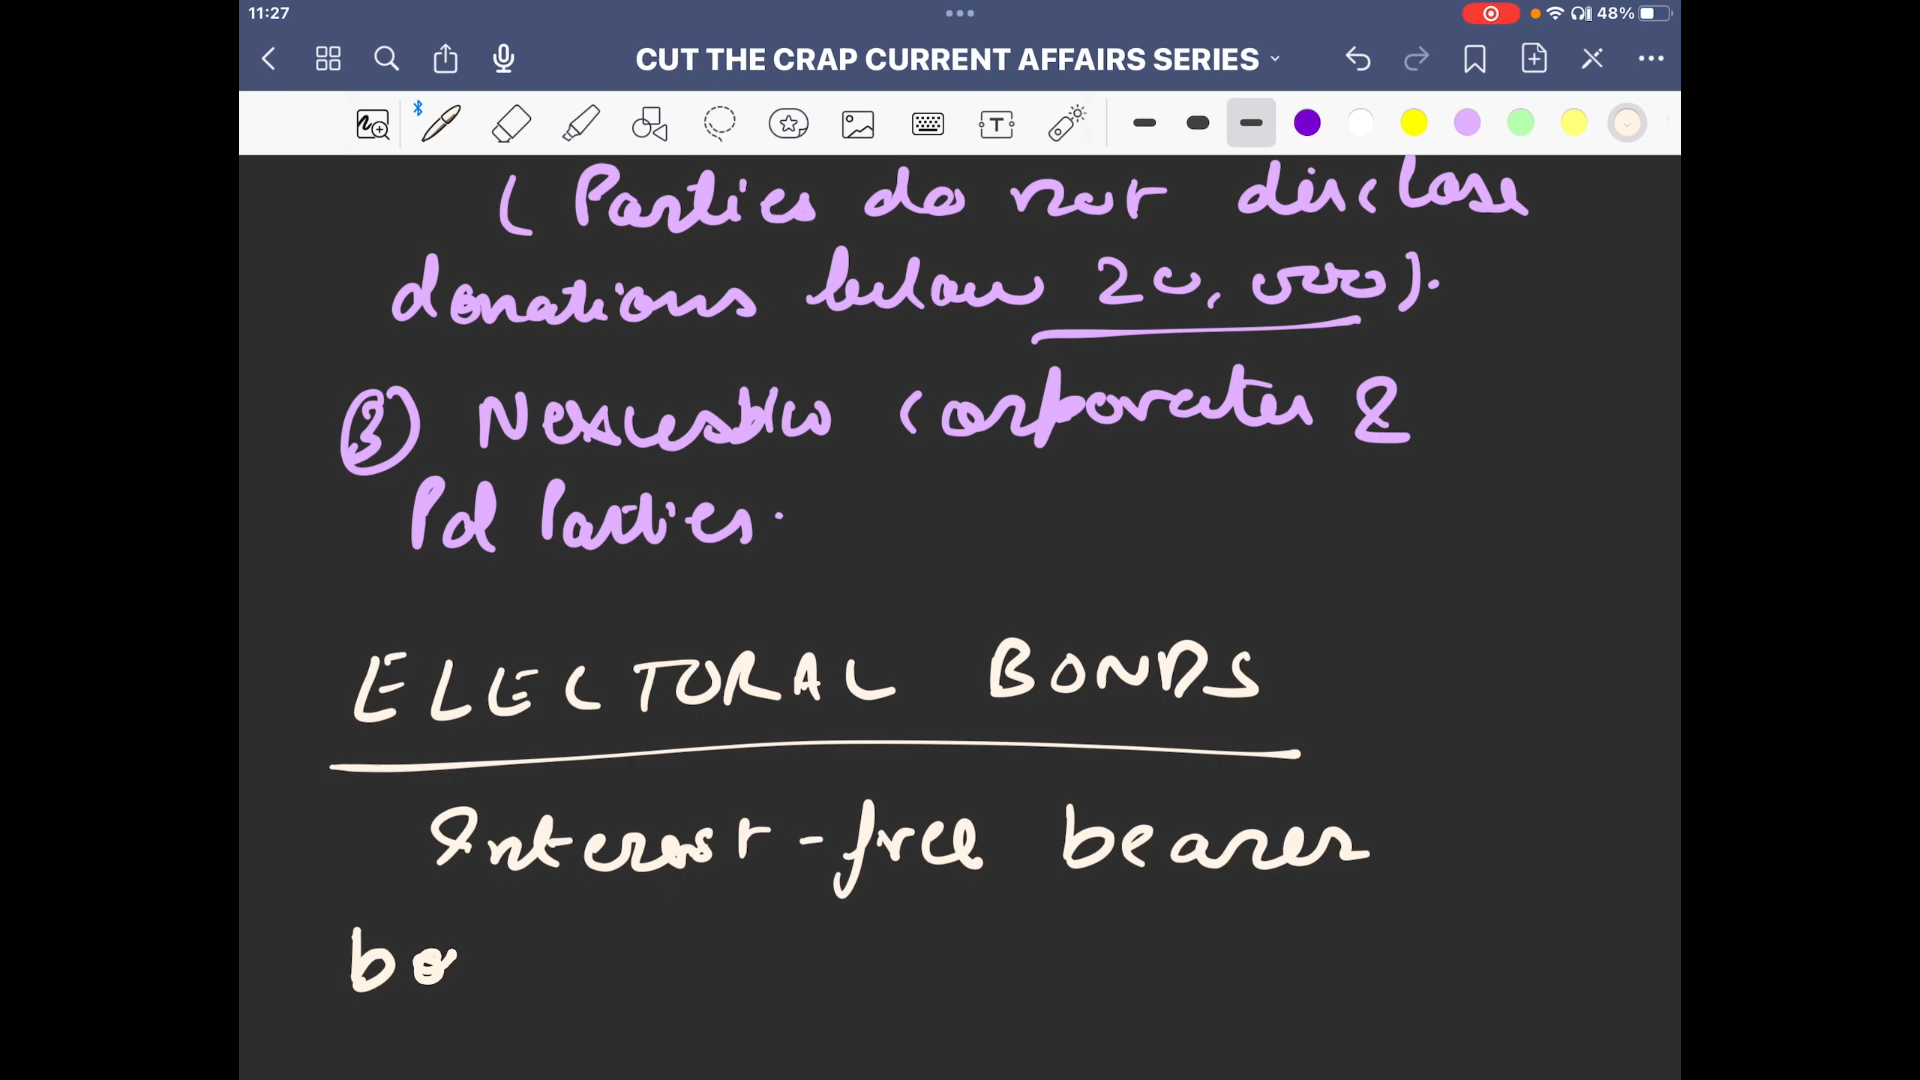 11:27
48%
CUT THE CRAP CURRENT AFFAIRS SERIES
T
( Parties do not disclose
donations below 20,000).
③ Nexus b/w corporates &
Pol Parties.
ELECTORAL BONDS
Interest-free bearer
bo